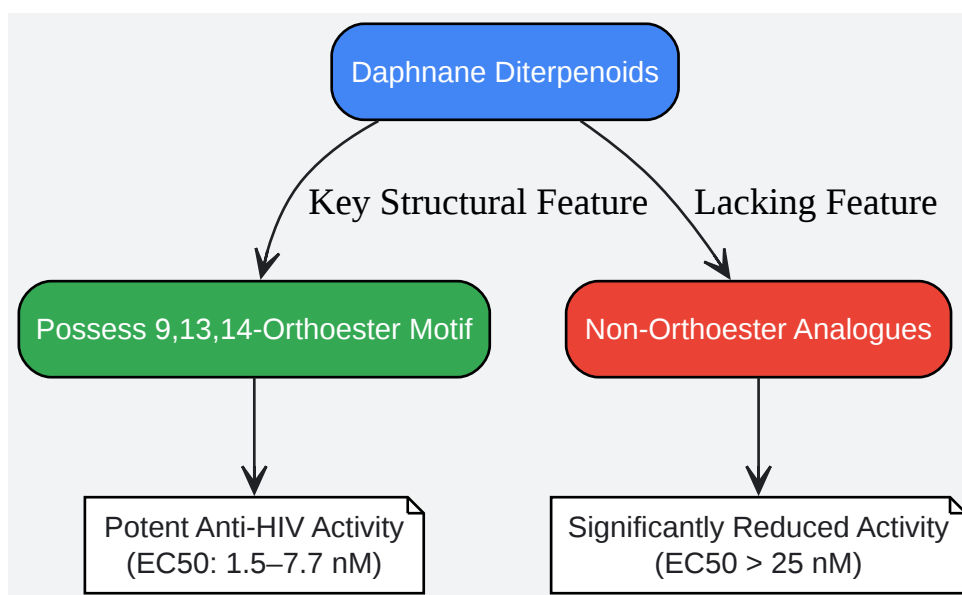 Daphnane Diterpenoids
Key Structural Feature
Lacking Feature
Possess 9,13,14-Orthoester Motif
Non-Orthoester Analogues
Potent Anti-HIV Activity
(EC50: 1.5–7.7 nM)
Significantly Reduced Activity
(EC50 > 25 nM)